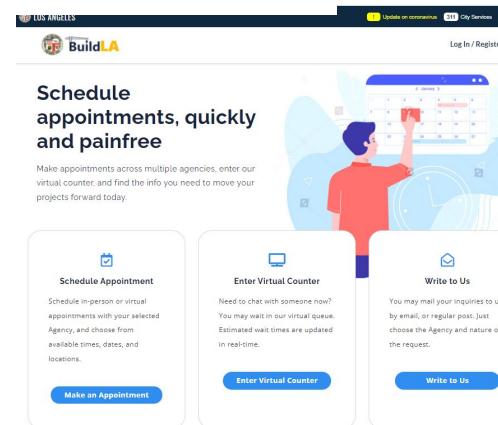 LOS ANGELES
! Update on coronavirus 311 City Services
BuildLA
Log In / Registe
Schedule
appointments, quickly
and painfree
Make appointments across multiple agencies, enter our
virtual counter, and find the info you need to move your
projects forward today.
January
Schedule Appointment
Schedule in-person or virtual
appointments with your selected
Agency, and choose from
available times, dates, and
locations.
Make an Appointment
Enter Virtual Counter
Need to chat with someone now?
You may wait in our virtual queue.
Estimated wait times are updated
in real-time.
Enter Virtual Counter
Write to Us
You may mail your inquiries to u
by email, or regular post. Just
choose the Agency and nature o
the request.
Write to Us